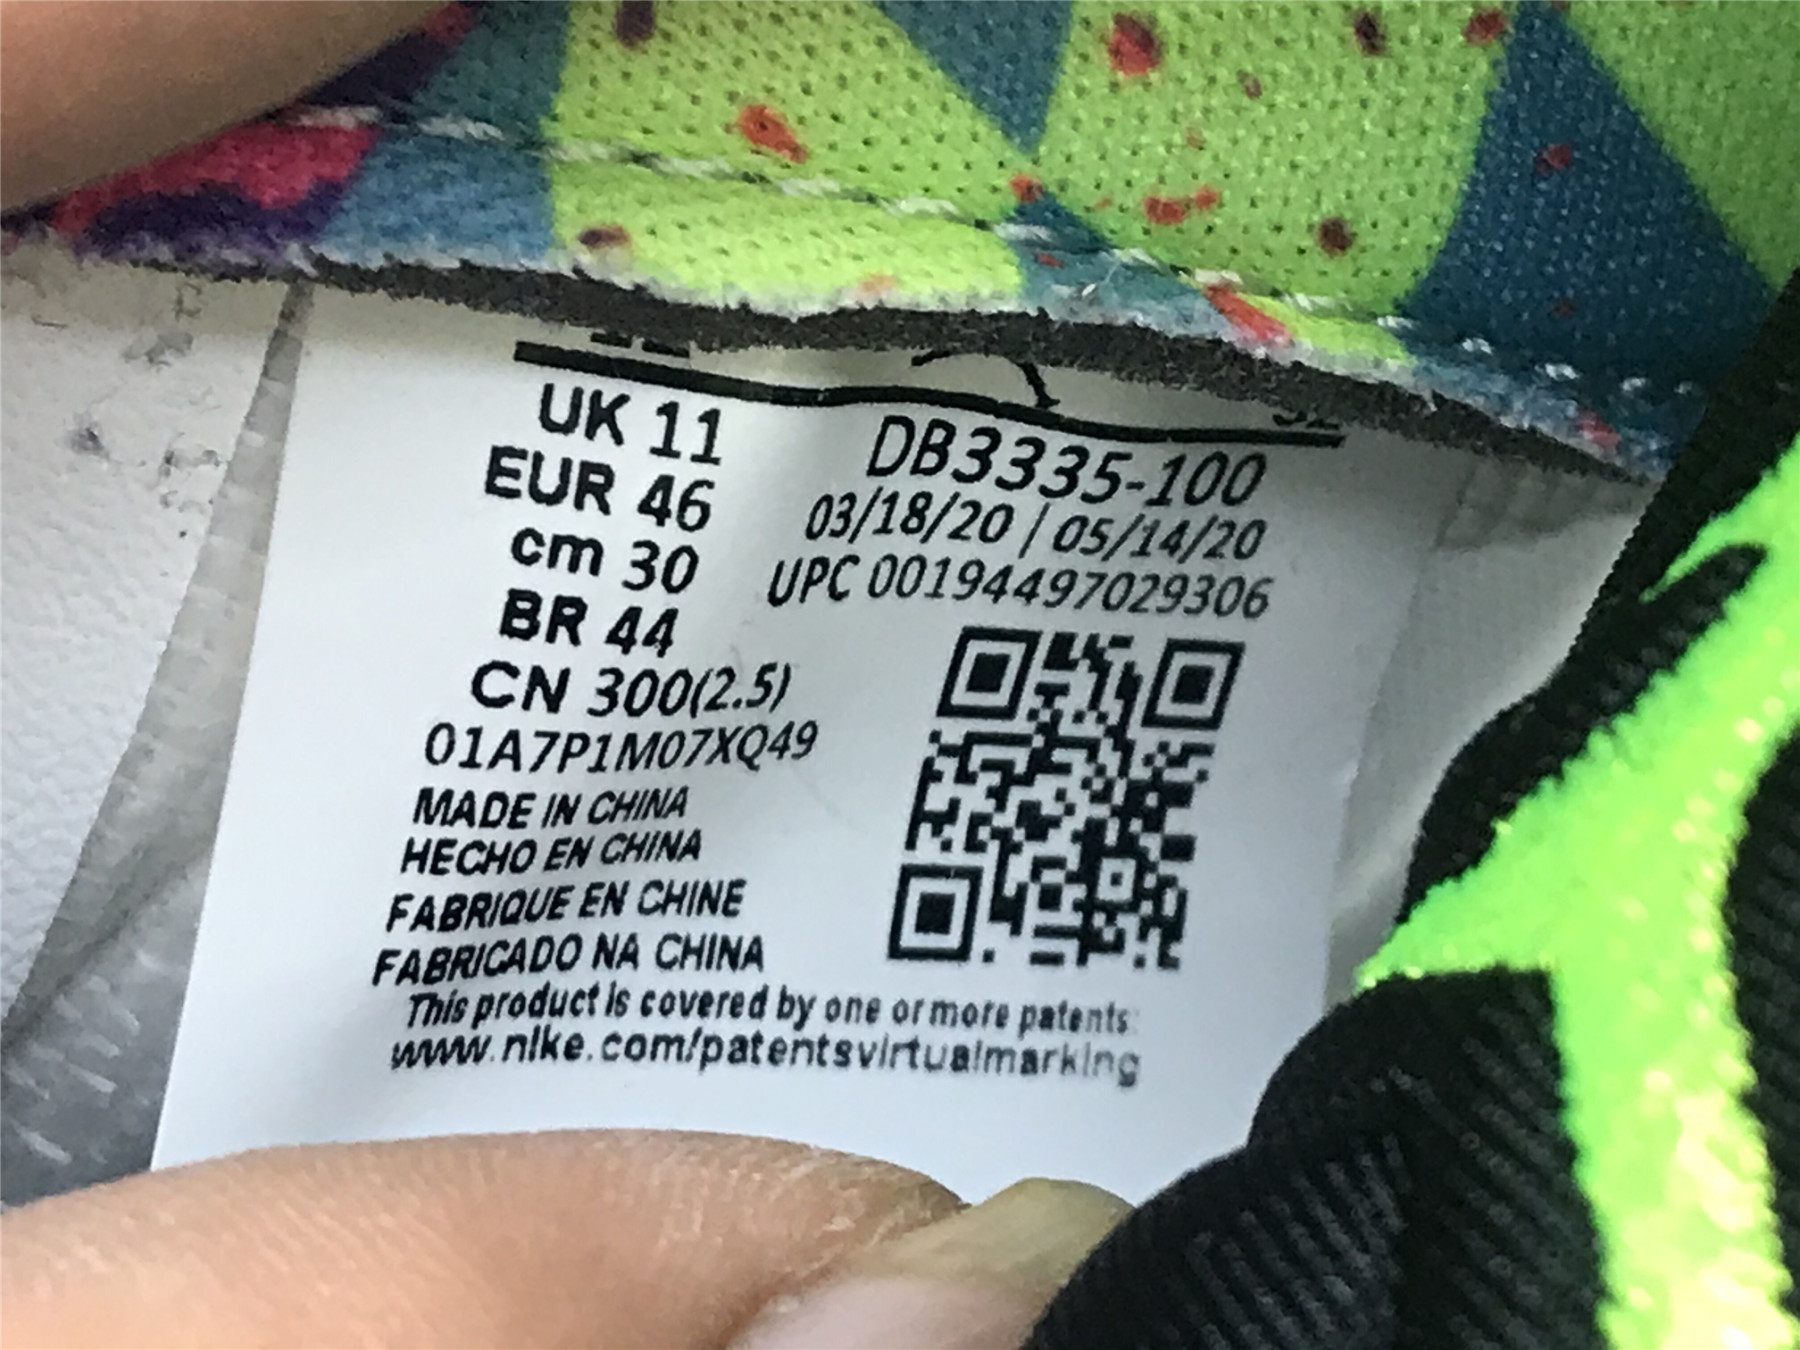 UK 11
EUR 46
cm 30
BR 44
CN 300(2.5)
01A7P1M07XQ49
DB3335-100
03/18/20 | 05/14/20
UPC 00194497029306
MADE IN CHINA
HECHO EN CHINA
FABRIQUE EN CHINE
FABRICADO NA CHINA
This product is covered by one or more patents:
www.nike.com/patentsvirtualmarking